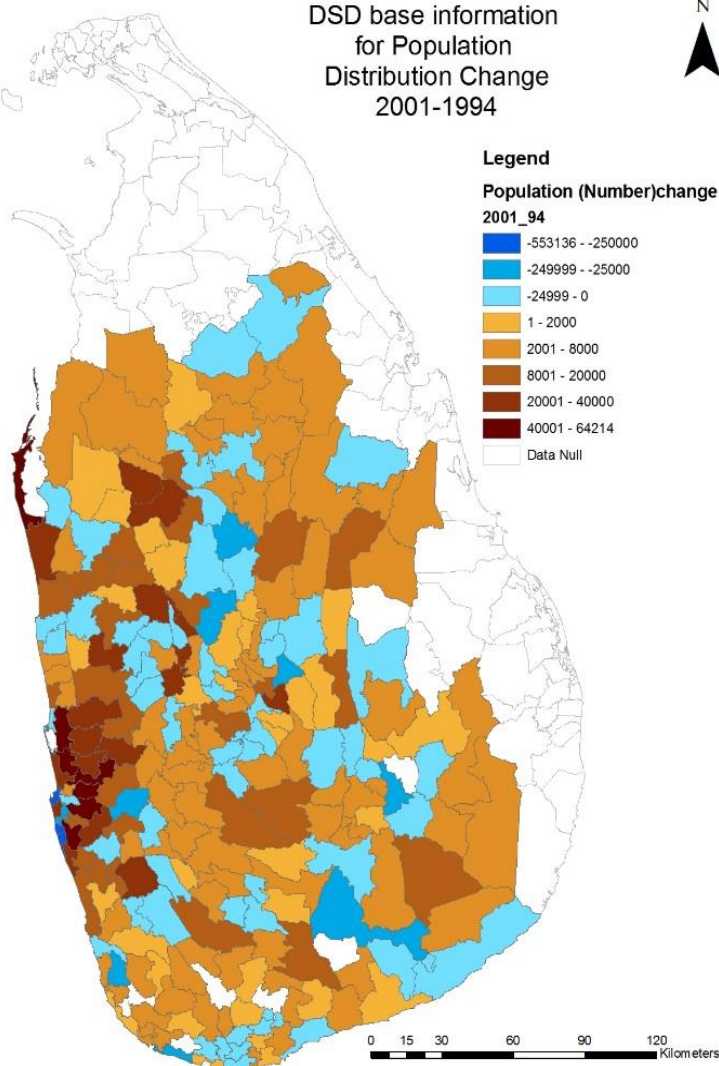 DSD base information
for Population
Distribution Change
2001-1994
N
Legend
Population (Number)change
2001_94
-553136 - -250000
-249999 - -25000
-24999 - 0
1 - 2000
2001 - 8000
8001 - 20000
20001 - 40000
40001 - 64214
Data Null
0 15 30 60 90 120
Kilometers